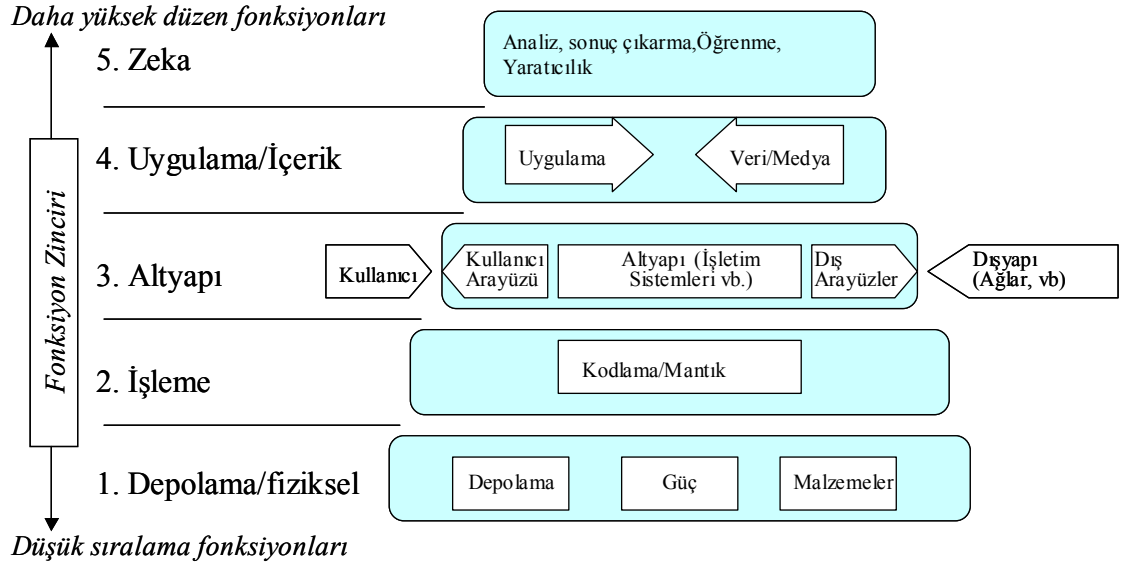 Daha yüksek düzen fonksiyonları
5. Zeka
Analiz, sonuç çıkarma,Öğrenme,
Yaratıcılık
4. Uygulama/İçerik
Uygulama
Veri/Medya
Fonksiyon Zinciri
3. Altyapı
Kullanıcı
Kullanıcı
Arayüzü
Altyapı (İşletim
Sistemleri vb.)
Dış
Arayüzler
Dışyapı
(Ağlar, vb)
2. İşleme
Kodlama/Mantık
1. Depolama/fiziksel
Depolama
Güç
Malzemeler
Düşük sıralama fonksiyonları